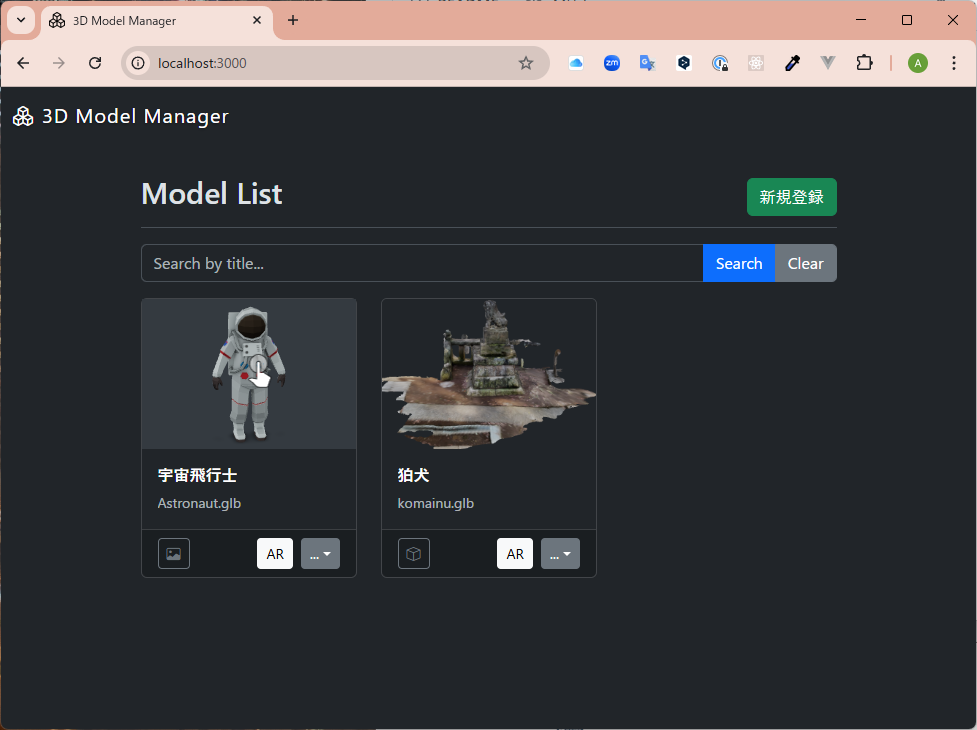 3D Model Manager
localhost:3000
zm
G
A
3D Model Manager
Model List
新規登録
Search by title...
Search
Clear
宇宙飛行士
Astronaut.glb
AR
...
狛犬
komainu.glb
AR
...